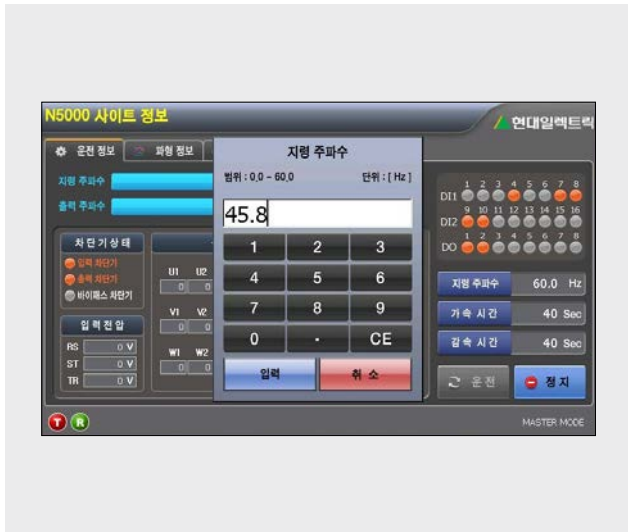 N5000 사이트 정보
현대일렉트릭
운전 정보
파형 정보
지령 주파수
출력 주파수
차단기상태
입력 차단기
출력 차단기
바이패스 차단기
입력전압
RS 0 V
ST 0 V
TR 0 V
U1 U2
0 0
V1 V2
0 0
W1 W2
0 0
지령 주파수
범위 : 0.0 - 60.0 단위 : [ Hz ]
45.8
1 2 3
4 5 6
7 8 9
0 . CE
입력 취 소
1 2 3 4 5 6 7 8
DI1
9 10 11 12 13 14 15 16
DI2
1 2 3 4 5 6 7 8
DO
지령 주파수 60.0 Hz
가속 시간 40 Sec
감속 시간 40 Sec
운전 정지
T R
MASTER MODE